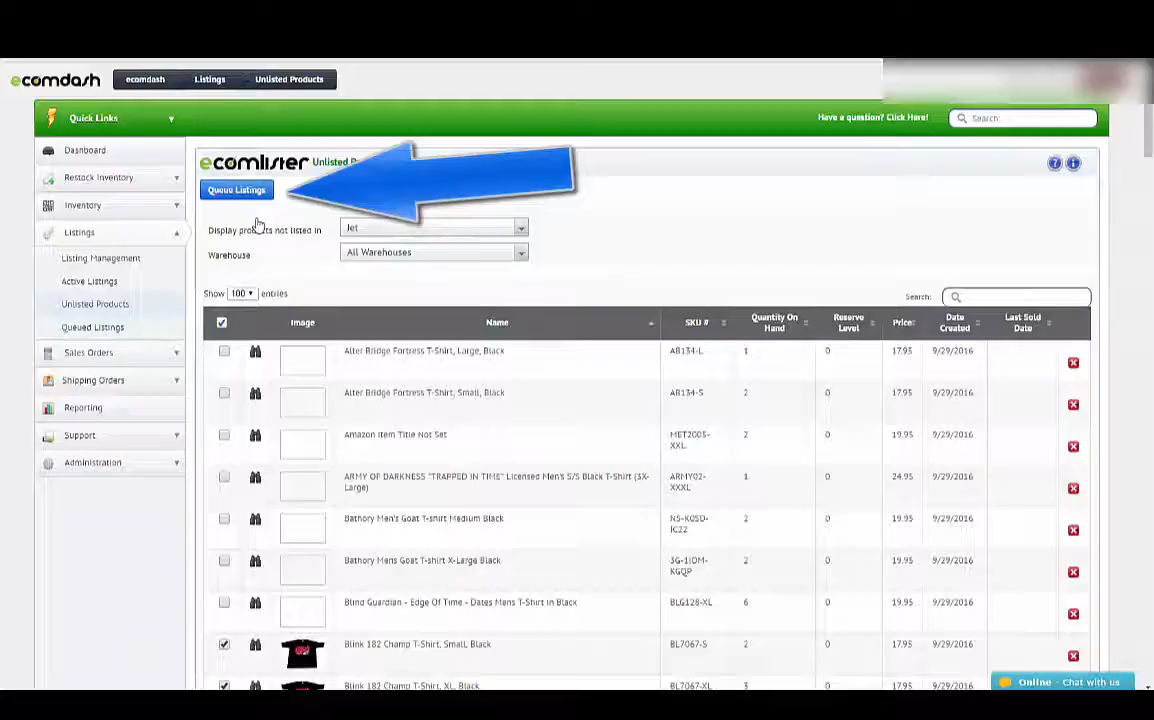 ecomdash ecomdash Listings Unlisted Products
Quick Links Have a question? Click Here! Search:
Dashboard
Restock Inventory
Inventory
Listings
Listing Management
Active Listings
Unlisted Products
Queued Listings
Sales Orders
Shipping Orders
Reporting
Support
Administration
ecomlister Unlisted
Queue Listings
Display products not listed in Jet
Warehouse All Warehouses
Show 100 entries Search:
Image Name SKU # Quantity On Hand Reserve Level Price Date Created Last Sold Date
Alter Bridge Fortress T-Shirt, Large, Black AB134-L 1 0 17.95 9/29/2016
Alter Bridge Fortress T-Shirt, Small, Black AB134-S 2 0 17.95 9/29/2016
Amazon Item Title Not Set MET2005-XXL 2 0 19.95 9/29/2016
ARMY OF DARKNESS "TRAPPED IN TIME" Licensed Men's S/S Black T-Shirt (3X-Large) ARMY02-XXXL 1 0 24.95 9/29/2016
Bathory Men's Goat T-shirt Medium Black N5-K0SD-IC22 2 0 19.95 9/29/2016
Bathory Mens Goat T-shirt X-Large Black 3G-1IOM-KGQP 2 0 19.95 9/29/2016
Blind Guardian - Edge Of Time - Dates Mens T-Shirt in Black BLG128-XL 6 0 19.95 9/29/2016
Blink 182 Champ T-Shirt, Small, Black BL7067-S 2 0 17.95 9/29/2016
Blink 182 Champ T-Shirt, XL, Black BL7067-XL 3 0 17.95 9/29/2016
Online - Chat with us